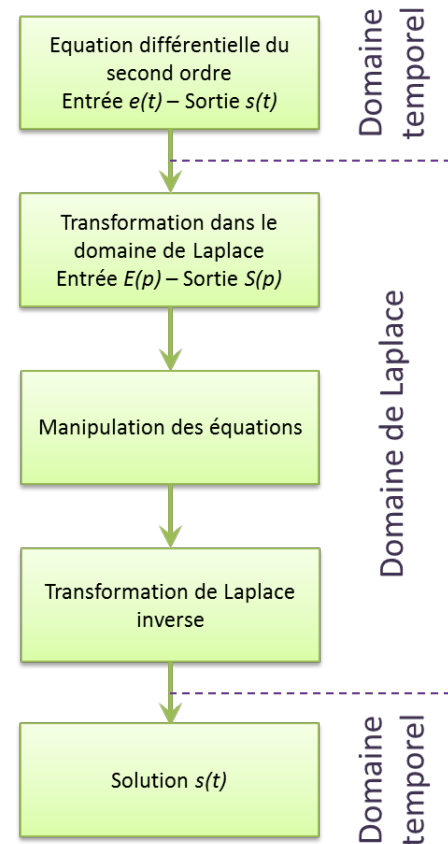 Equation différentielle du
second ordre
Entrée e(t) – Sortie s(t)
Domaine
temporel
Transformation dans le
domaine de Laplace
Entrée E(p) – Sortie S(p)
Manipulation des équations
Transformation de Laplace
inverse
Domaine de Laplace
Solution s(t)
Domaine
temporel